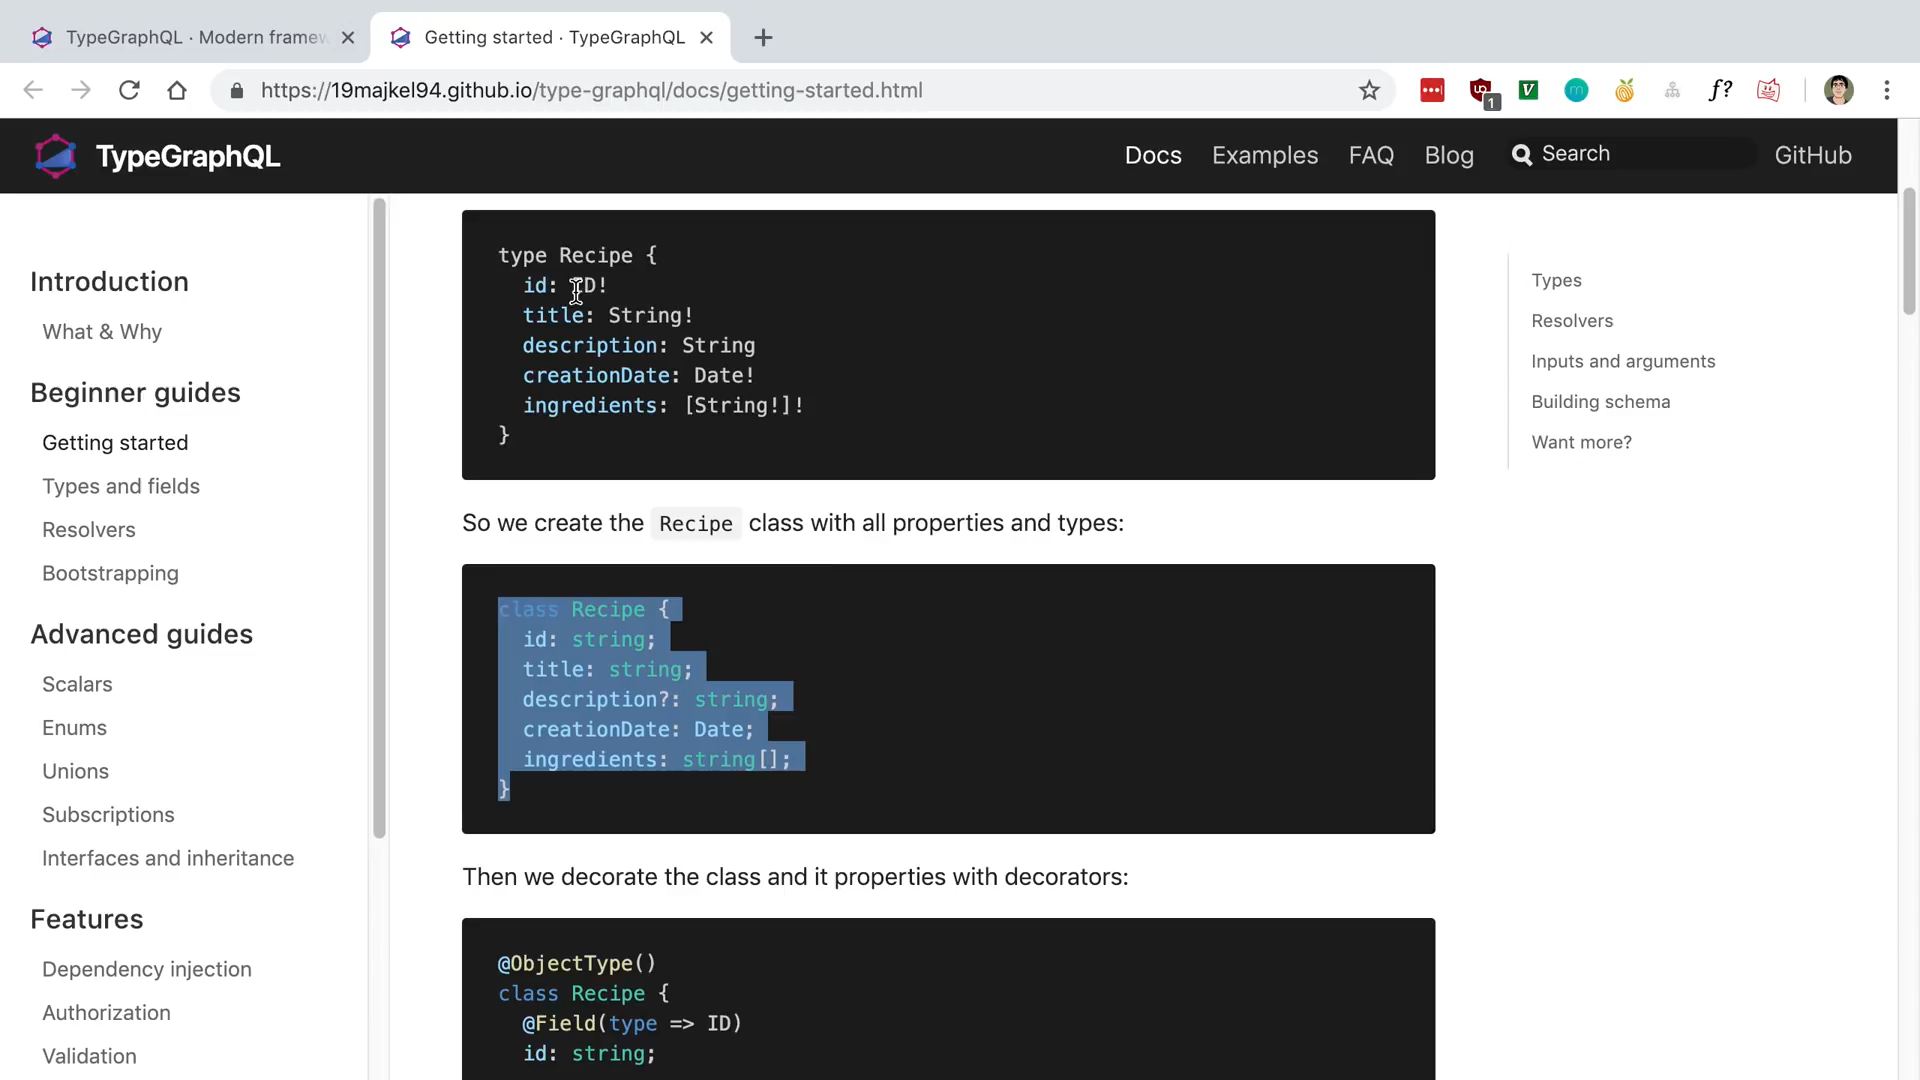 TypeGraphQL · Modern framew
Getting started · TypeGraphQL
https://19majkel94.github.io/type-graphql/docs/getting-started.html
1
f?
TypeGraphQL
Docs
Examples
FAQ
Blog
Search
GitHub
Introduction
What & Why
Beginner guides
Getting started
Types and fields
Resolvers
Bootstrapping
Advanced guides
Scalars
Enums
Unions
Subscriptions
Interfaces and inheritance
Features
Dependency injection
Authorization
Validation
type Recipe {
id: ID!
title: String!
description: String
creationDate: Date!
ingredients: [String!]!
}
So we create the Recipe class with all properties and types:
class Recipe {
id: string;
title: string;
description?: string;
creationDate: Date;
ingredients: string[];
}
Then we decorate the class and it properties with decorators:
@ObjectType()
class Recipe {
@Field(type => ID)
id: string;
Types
Resolvers
Inputs and arguments
Building schema
Want more?